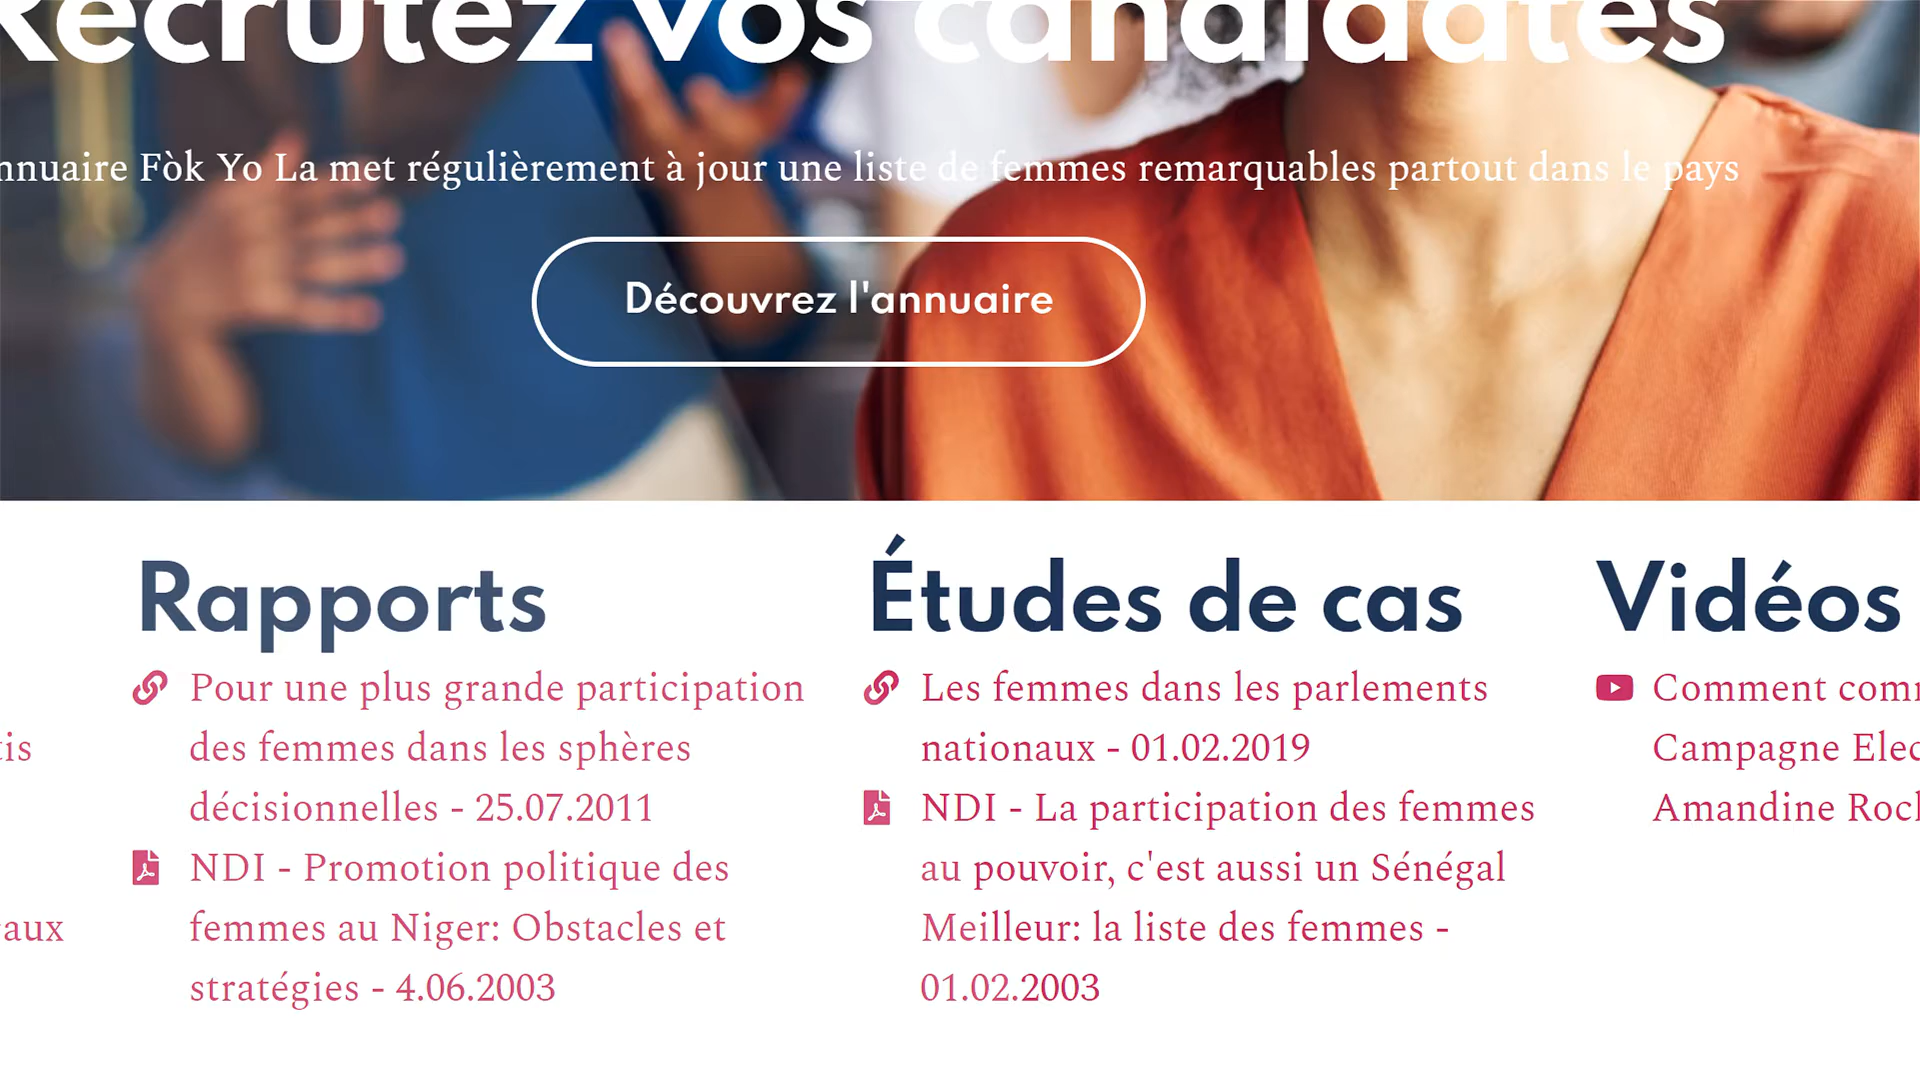 Recrutez vos candidates
nnuaire Fòk Yo La met régulièrement à jour une liste de femmes remarquables partout dans le pays
Découvrez l'annuaire
Rapports
Pour une plus grande participation
des femmes dans les sphères
décisionnelles - 25.07.2011
NDI - Promotion politique des
femmes au Niger: Obstacles et
stratégies - 4.06.2003
Études de cas
Les femmes dans les parlements
nationaux - 01.02.2019
NDI - La participation des femmes
au pouvoir, c'est aussi un Sénégal
Meilleur: la liste des femmes -
01.02.2003
Vidéos
Comment
Campagne
Amandine